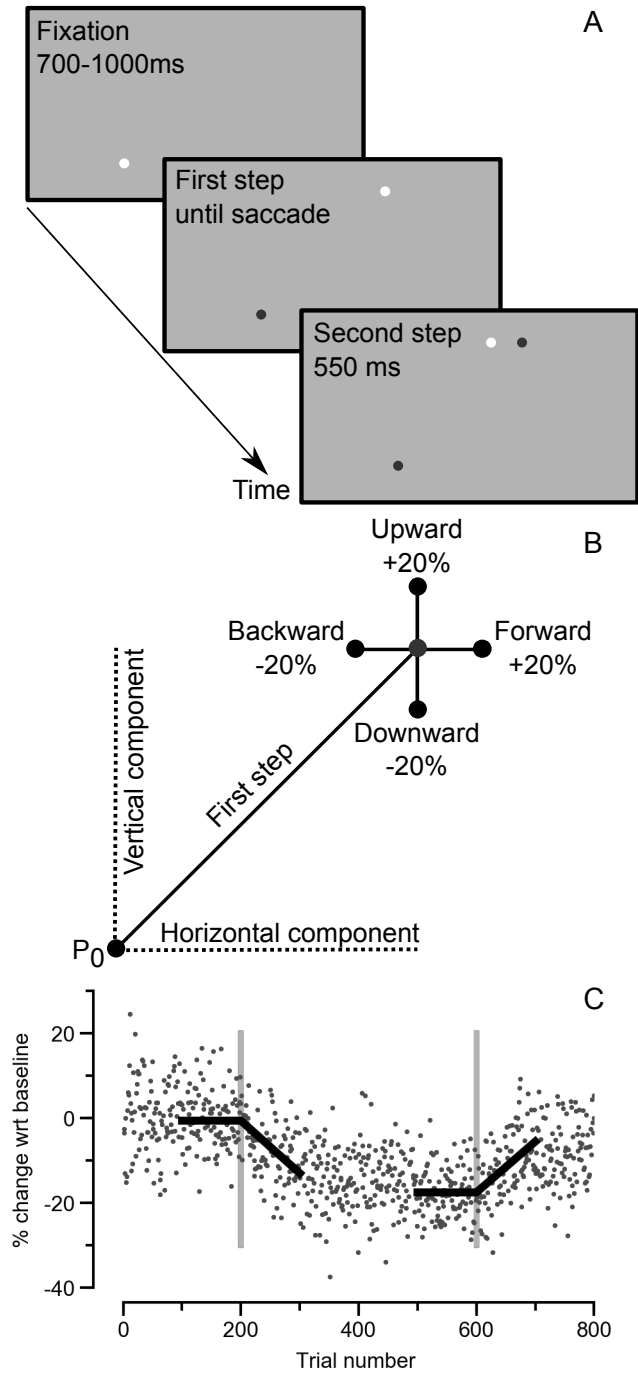 A
Fixation
700-1000ms
First step
until saccade
Second step
550 ms
Time
B
Upward
+20%
Backward
-20%
Forward
+20%
Downward
-20%
First step
Vertical component
Horizontal component
P0
C
20
0
-20
-40
% change wrt baseline
0 200 400 600 800
Trial number